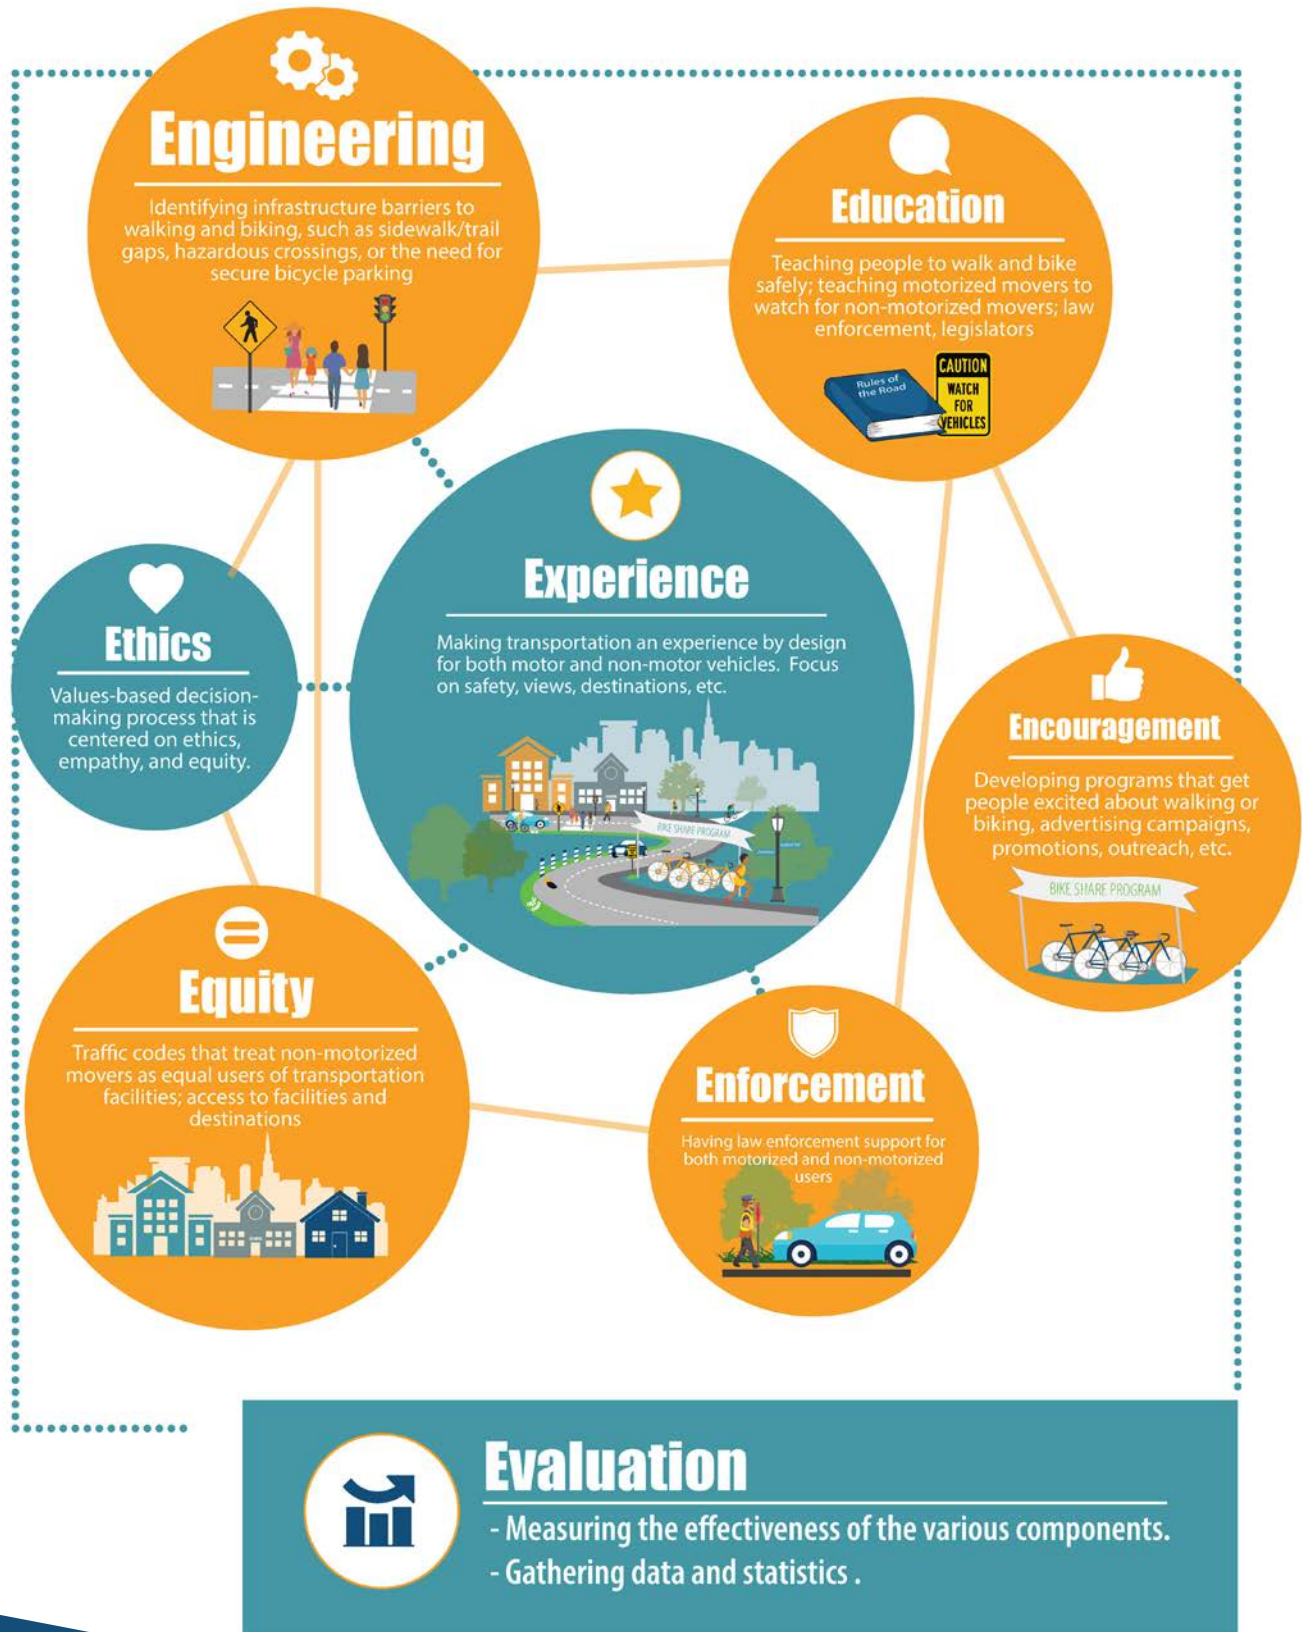 Engineering
Identifying infrastructure barriers to
walking and biking, such as sidewalk/trail
gaps, hazardous crossings, or the need for
secure bicycle parking
Education
Teaching people to walk and bike
safely; teaching motorized movers to
watch for non-motorized movers; law
enforcement, legislators
Rules of
the Road
CAUTION
WATCH
FOR
VEHICLES
Experience
Making transportation an experience by design
for both motor and non-motor vehicles. Focus
on safety, views, destinations, etc.
BIKE SHARE PROGRAM
Ethics
Values-based decision-
making process that is
centered on ethics,
empathy, and equity.
Encouragement
Developing programs that get
people excited about walking or
biking, advertising campaigns,
promotions, outreach, etc.
BIKE SHARE PROGRAM
Equity
Traffic codes that treat non-motorized
movers as equal users of transportation
facilities; access to facilities and
destinations
Enforcement
Having law enforcement support for
both motorized and non-motorized
users
Evaluation
- Measuring the effectiveness of the various components.
- Gathering data and statistics .